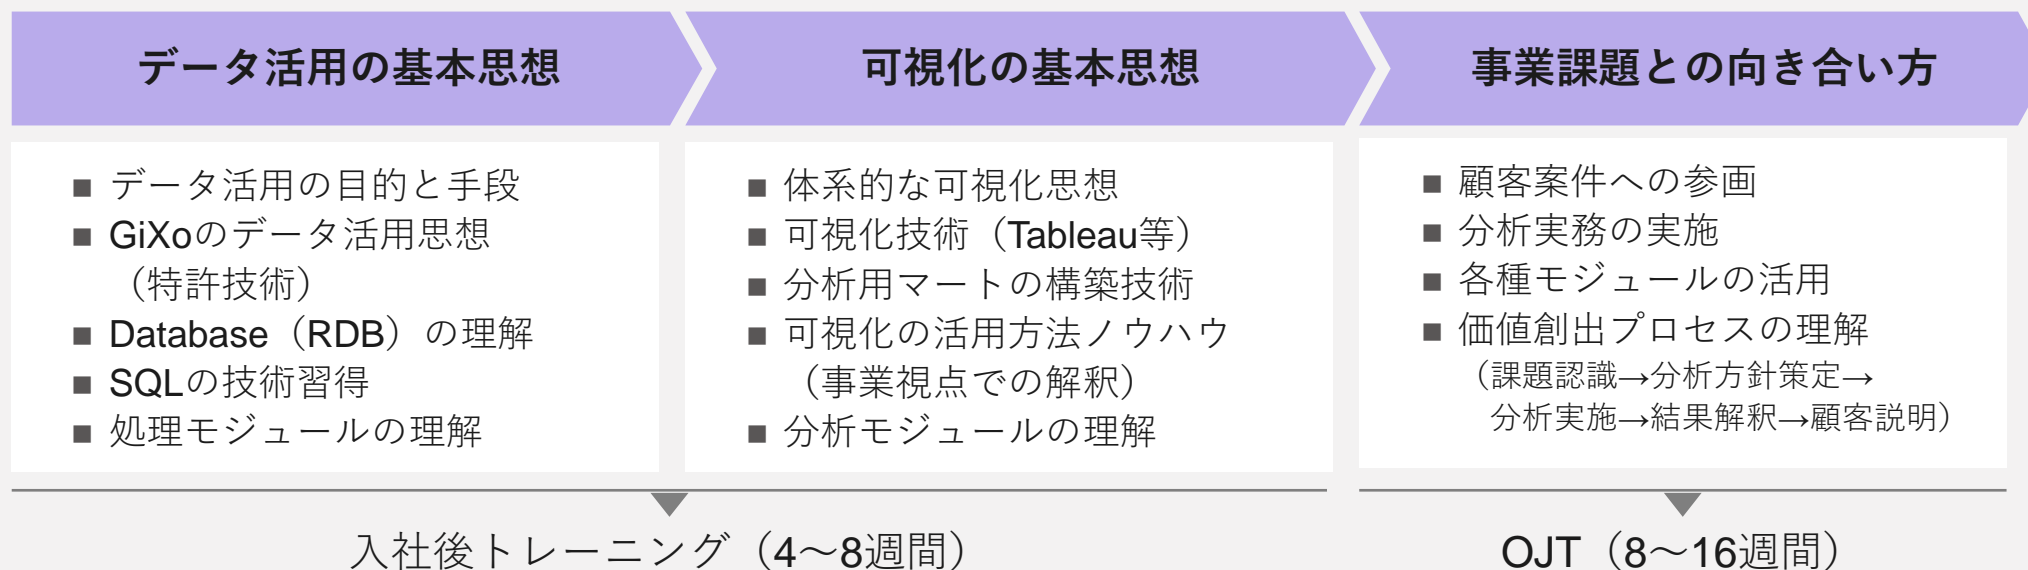 データ活用の基本思想
データ活用の目的と手段
GiXoのデータ活用思想
（特許技術）
Database（RDB）の理解
SQLの技術習得
処理モジュールの理解
可視化の基本思想
体系的な可視化思想
可視化技術（Tableau等）
分析用マートの構築技術
可視化の活用方法ノウハウ
（事業視点での解釈）
分析モジュールの理解
事業課題との向き合い方
顧客案件への参画
分析実務の実施
各種モジュールの活用
価値創出プロセスの理解
（課題認識→分析方針策定→
分析実施→結果解釈→顧客説明）
入社後トレーニング（4～8週間）
OJT（8～16週間）